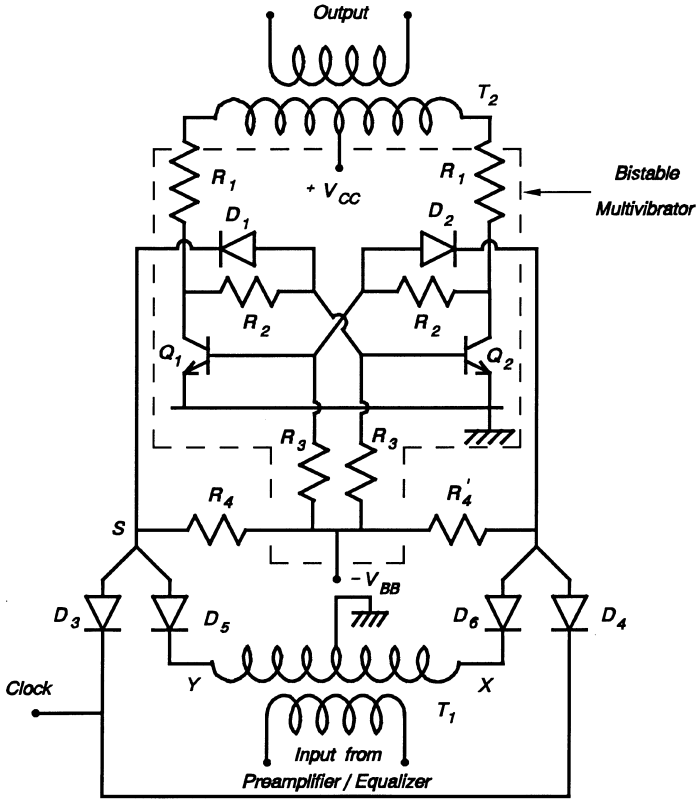 Output
T2
R1
+ VCC
R1
Bistable
Multivibrator
D1
D2
R2
R2
Q1
Q2
R3
R3
R4
R4'
S
- VBB
D3
D5
D6
D4
Y
X
Clock
T1
Input from
Preamplifier / Equalizer